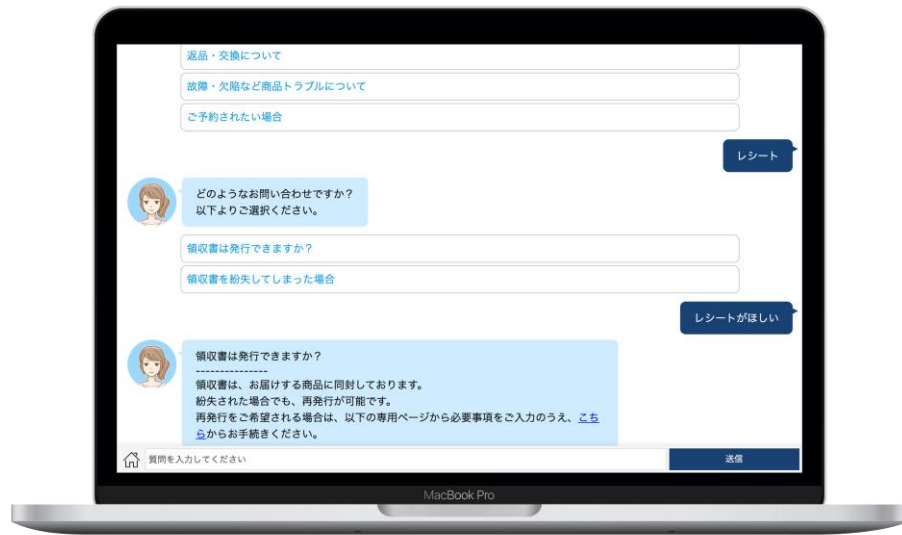 返品・交換について
故障・欠陥など商品トラブルについて
ご予約されたい場合
レシート
どのようなお問い合わせですか？
以下よりご選択ください。
領収書は発行できますか？
領収書を紛失してしまった場合
レシートがほしい
領収書は発行できますか？
---------------
領収書は、お届けする商品に同封しております。
紛失された場合でも、再発行が可能です。
再発行をご希望される場合は、以下の専用ページから必要事項をご入力のうえ、こち
らからお手続きください。
質問を入力してください
送信
MacBook Pro